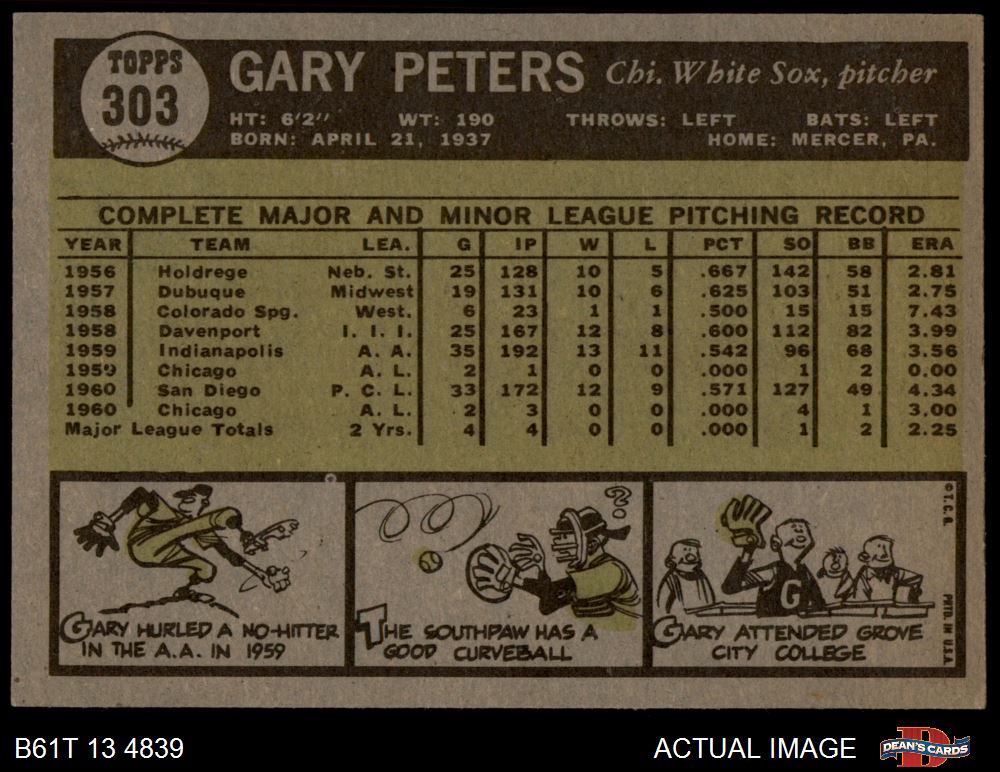 TOPPS
303
GARY PETERS Chi. White Sox, pitcher
HT: 6'2" WT: 190 THROWS: LEFT BATS: LEFT
BORN: APRIL 21, 1937 HOME: MERCER, PA.
COMPLETE MAJOR AND MINOR LEAGUE PITCHING RECORD
YEAR TEAM LEA. G IP W L PCT SO BB ERA
1956 Holdrege Neb. St. 25 128 10 5 .667 142 58 2.81
1957 Dubuque Midwest 19 131 10 6 .625 103 51 2.75
1958 Colorado Spg. West. 6 23 1 1 .500 15 15 7.43
1958 Davenport I. I. I. 25 167 12 8 .600 112 82 3.99
1959 Indianapolis A. A. 35 192 13 11 .542 96 68 3.56
1959 Chicago A. L. 2 1 0 0 .000 1 2 0.00
1960 San Diego P. C. L. 33 172 12 9 .571 127 49 4.34
1960 Chicago A. L. 2 3 0 0 .000 4 1 3.00
Major League Totals 2 Yrs. 4 4 0 0 .000 1 2 2.25
GARY HURLED A NO-HITTER
IN THE A.A. IN 1959
?
THE SOUTHPAW HAS A
GOOD CURVEBALL
G
GARY ATTENDED GROVE
CITY COLLEGE
© T. C. G.
PRTD. IN U.S.A.
B61T 13 4839 ACTUAL IMAGE
D
DEAN'S CARDS